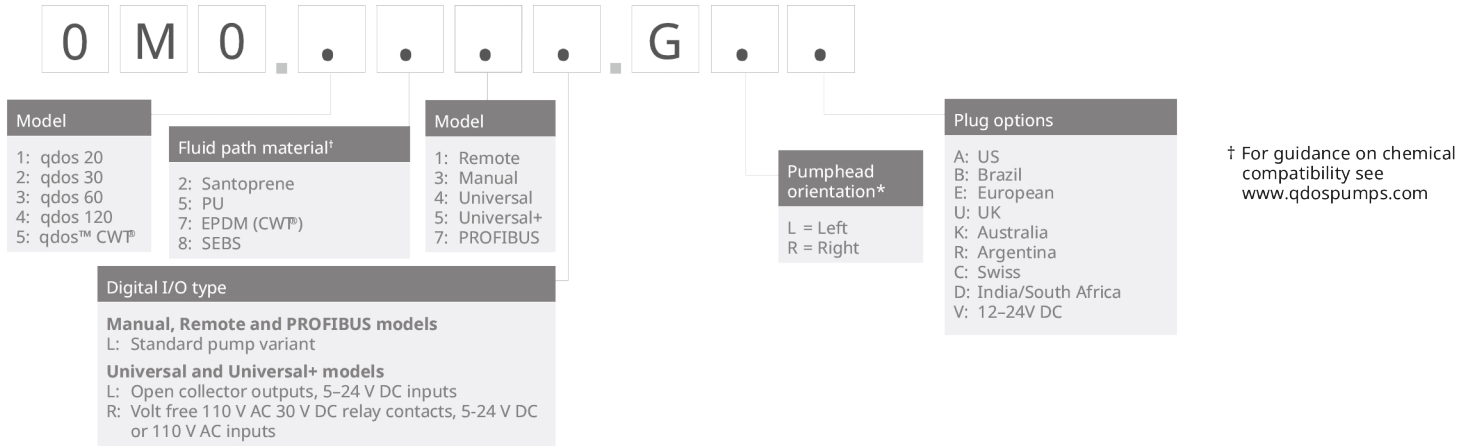 0 M 0 . . . . . G . .
Model
1: qdos 20
2: qdos 30
3: qdos 60
4: qdos 120
5: qdos™ CWT®
Fluid path material†
2: Santoprene
5: PU
7: EPDM (CWT®)
8: SEBS
Model
1: Remote
3: Manual
4: Universal
5: Universal+
7: PROFIBUS
Digital I/O type
Manual, Remote and PROFIBUS models
L: Standard pump variant
Universal and Universal+ models
L: Open collector outputs, 5–24 V DC inputs
R: Volt free 110 V AC 30 V DC relay contacts, 5-24 V DC
or 110 V AC inputs
Pumphead
orientation*
L = Left
R = Right
Plug options
A: US
B: Brazil
E: European
U: UK
K: Australia
R: Argentina
C: Swiss
D: India/South Africa
V: 12–24V DC
† For guidance on chemical
compatibility see
www.qdospumps.com